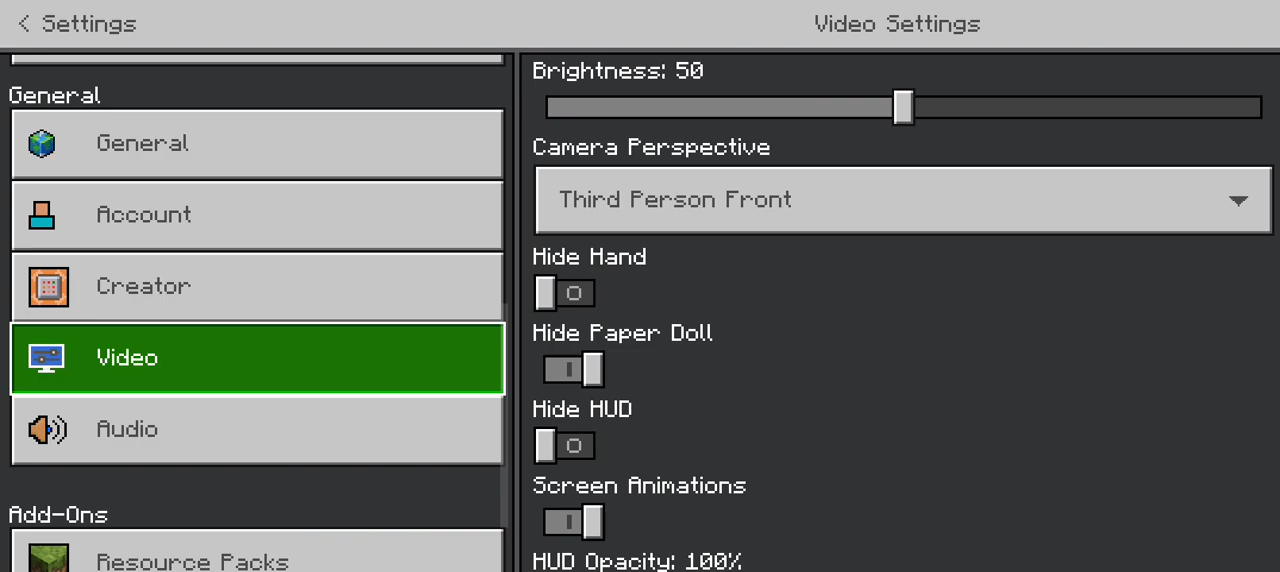 Settings
Video Settings
General
General
Account
Creator
Video
Audio
Add-Ons
Resource Packs
Brightness: 50
Camera Perspective
Third Person Front
Hide Hand
Hide Paper Doll
Hide HUD
Screen Animations
HUD Opacity: 100%